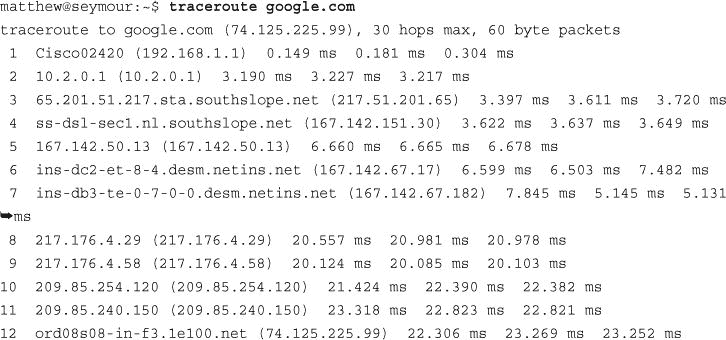 matthew@seymour:~$ traceroute google.com
traceroute to google.com (74.125.225.99), 30 hops max, 60 byte packets
1 Cisco02420 (192.168.1.1) 0.149 ms 0.181 ms 0.304 ms
2 10.2.0.1 (10.2.0.1) 3.190 ms 3.227 ms 3.217 ms
3 65.201.51.217.sta.southslope.net (217.51.201.65) 3.397 ms 3.611 ms 3.720 ms
4 ss-dsl-sec1.nl.southslope.net (167.142.151.30) 3.622 ms 3.637 ms 3.649 ms
5 167.142.50.13 (167.142.50.13) 6.660 ms 6.665 ms 6.678 ms
6 ins-dc2-et-8-4.desm.netins.net (167.142.67.17) 6.599 ms 6.503 ms 7.482 ms
7 ins-db3-te-0-7-0-0.desm.netins.net (167.142.67.182) 7.845 ms 5.145 ms 5.131
➥ms
8 217.176.4.29 (217.176.4.29) 20.557 ms 20.981 ms 20.978 ms
9 217.176.4.58 (217.176.4.58) 20.124 ms 20.085 ms 20.103 ms
10 209.85.254.120 (209.85.254.120) 21.424 ms 22.390 ms 22.382 ms
11 209.85.240.150 (209.85.240.150) 23.318 ms 22.823 ms 22.821 ms
12 ord08s08-in-f3.1e100.net (74.125.225.99) 22.306 ms 23.269 ms 23.252 ms